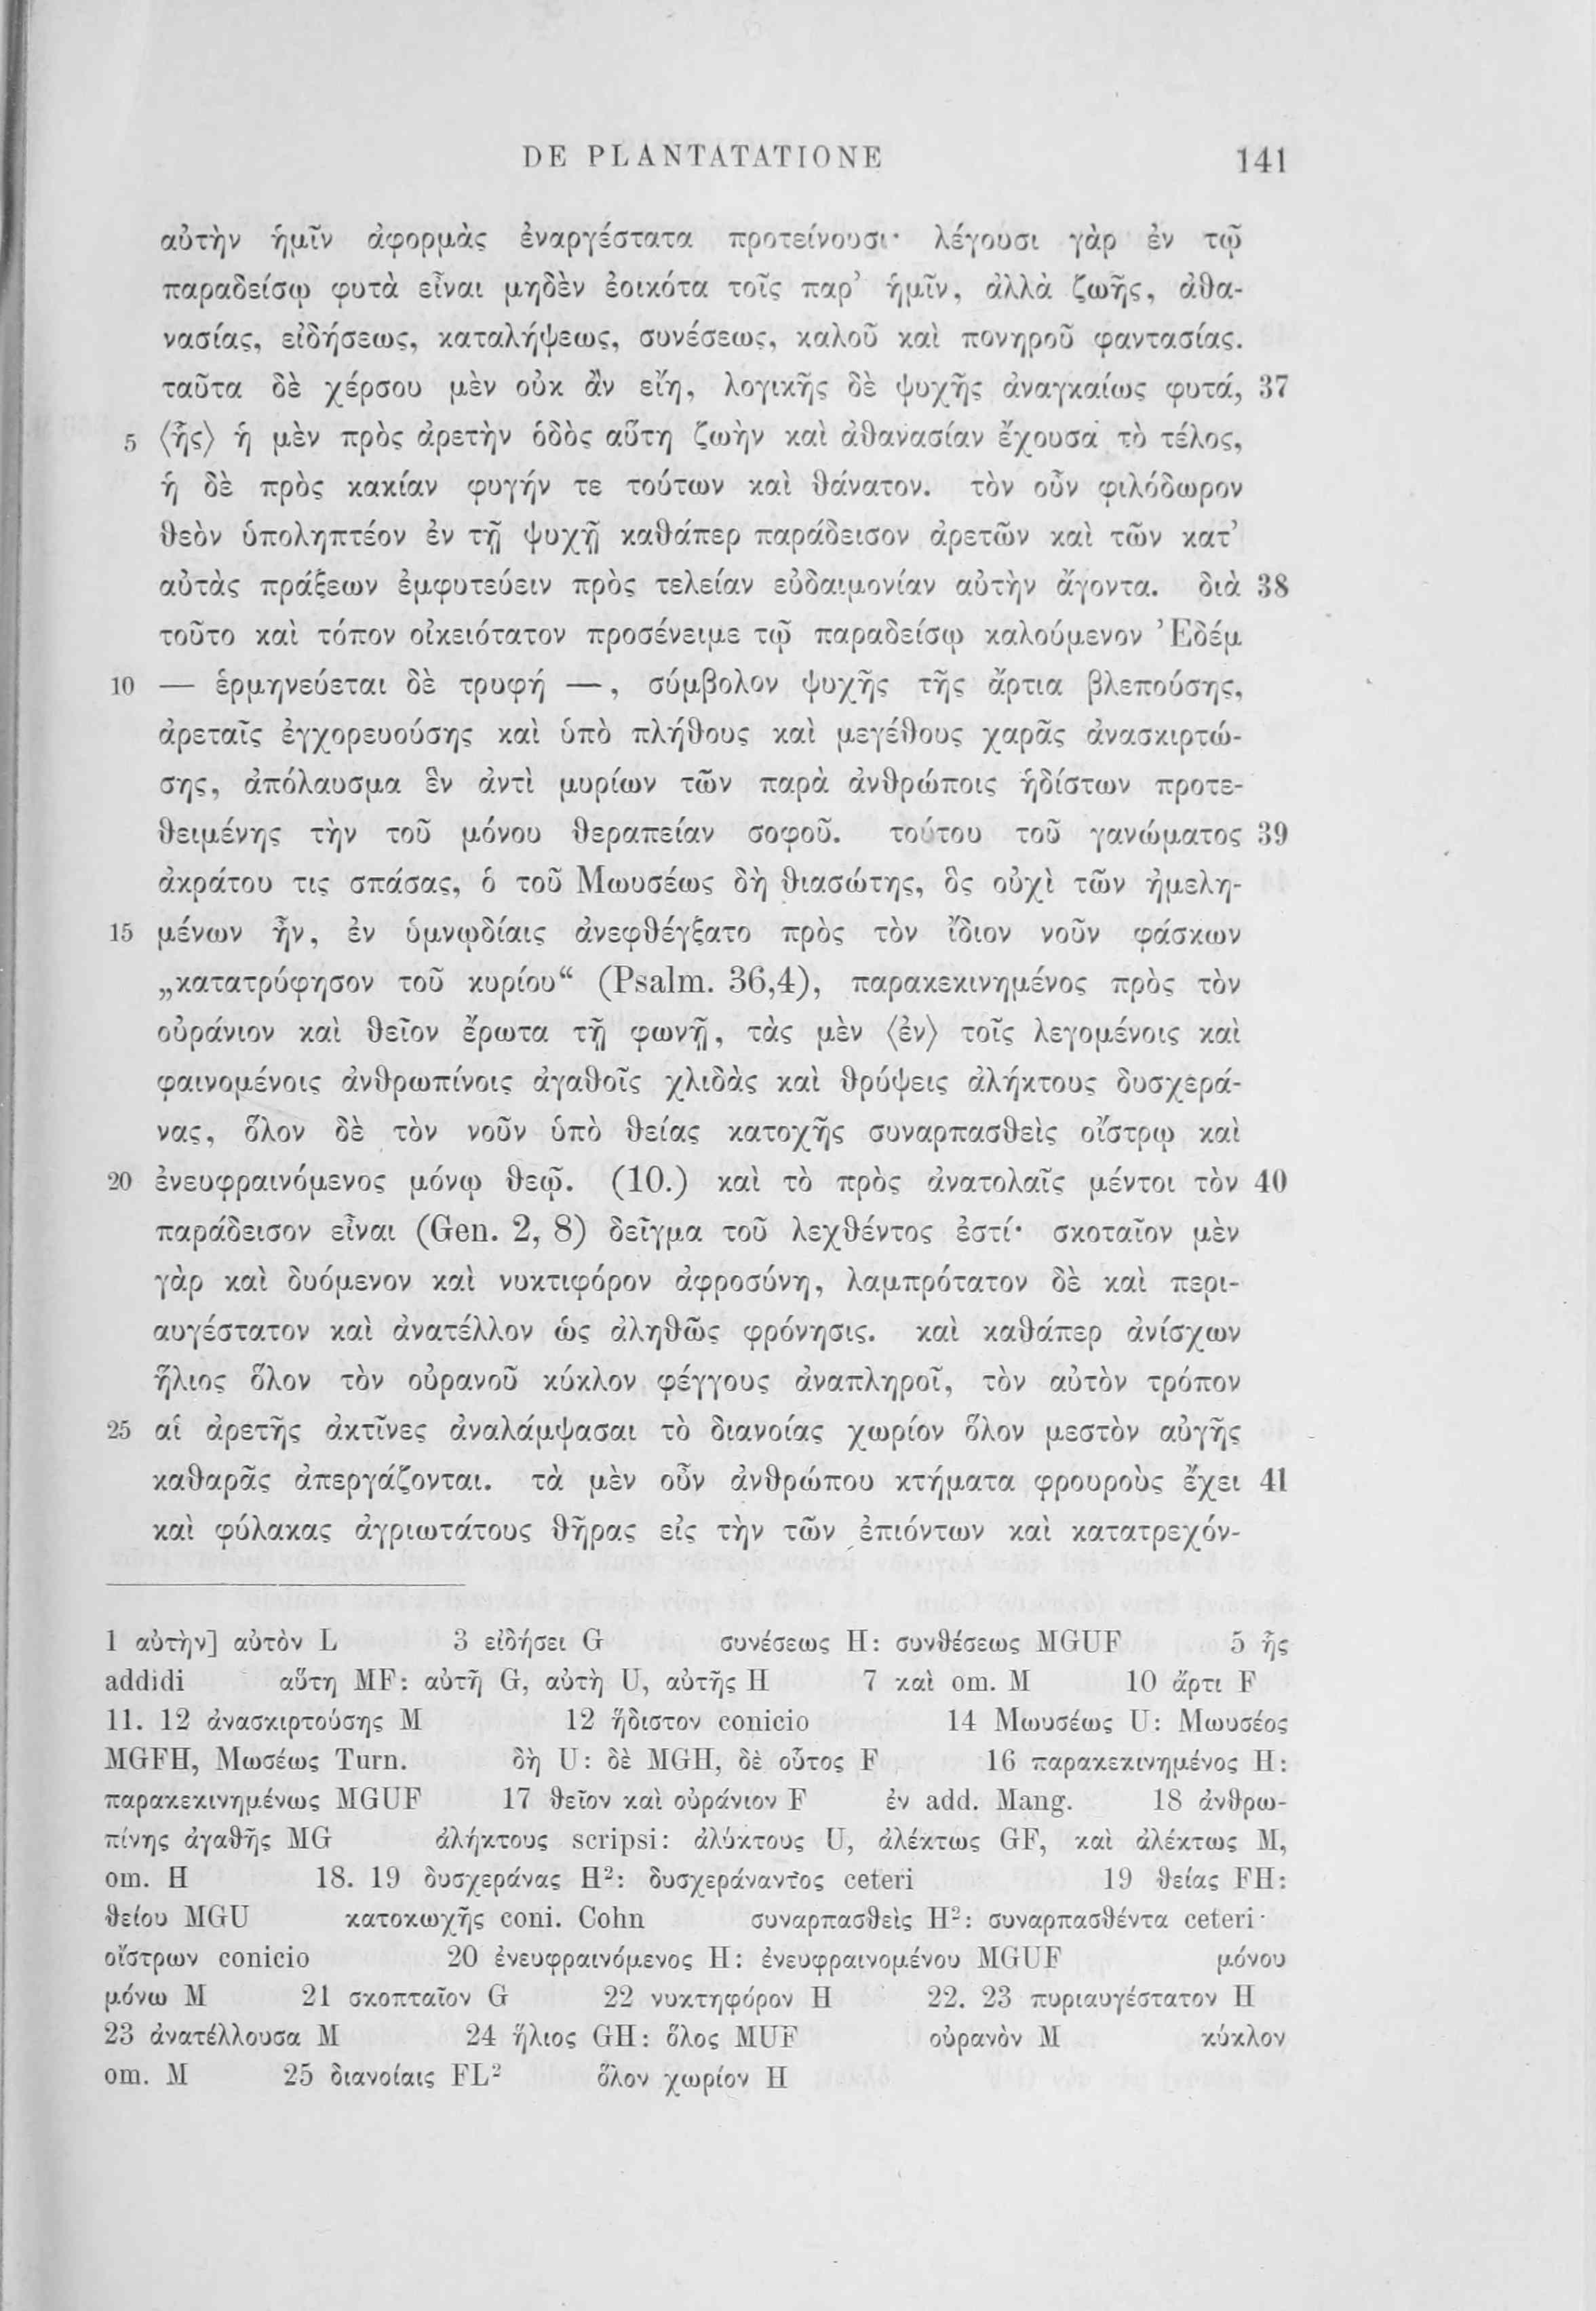 DE PLANTATATIONE 141
αὐτὴν ἡμῖν ἀφορμὰς ἐναργέστατα προτείνουσι· λέγουσι γὰρ ἐν τῷ
παραδείσῳ φυτὰ εἶναι μηδὲν ἐοικότα τοῖς παρ’ ἡμῖν, ἀλλὰ ζωῆς, ἀθα-
νασίας, εἰδήσεως, καταλήψεως, συνέσεως, καλοῦ καὶ πονηροῦ φαντασίας.
ταῦτα δὲ χέρσου μὲν οὐκ ἂν εἴη, λογικῆς δὲ ψυχῆς ἀναγκαίως φυτά, 37
5 ⟨ἧς⟩ ἡ μὲν πρὸς ἀρετὴν ὁδὸς αὕτη ζωὴν καὶ ἀθανασίαν ἔχουσα τὸ τέλος,
ἡ δὲ πρὸς κακίαν φυγήν τε τούτων καὶ θάνατον. τὸν οὖν φιλόδωρον
θεὸν ὑποληπτέον ἐν τῇ ψυχῇ καθάπερ παράδεισον ἀρετῶν καὶ τῶν κατ’
αὐτὰς πράξεων ἐμφυτεύειν πρὸς τελείαν εὐδαιμονίαν αὐτὴν ἄγοντα. διὰ 38
τοῦτο καὶ τόπον οἰκειότατον προσένειμε τῷ παραδείσῳ καλούμενον Ἐδέμ
10 — ἑρμηνεύεται δὲ τρυφή —, σύμβολον ψυχῆς τῆς ἄρτια βλεπούσης,
ἀρεταῖς ἐγχορευούσης καὶ ὑπὸ πλήθους καὶ μεγέθους χαρᾶς ἀνασκιρτώ-
σης, ἀπόλαυσμα ἓν ἀντὶ μυρίων τῶν παρὰ ἀνθρώποις ἡδίστων προτε-
θειμένης τὴν τοῦ μόνου θεραπείαν σοφοῦ. τούτου τοῦ γανώματος 39
ἀκράτου τις σπάσας, ὁ τοῦ Μωυσέως δὴ θιασώτης, ὃς οὐχὶ τῶν ἠμελη-
15 μένων ἦν, ἐν ὑμνῳδίαις ἀνεφθέγξατο πρὸς τὸν ἴδιον νοῦν φάσκων
„κατατρύφησον τοῦ κυρίου“ (Psalm. 36,4), παρακεκινημένος πρὸς τὸν
οὐράνιον καὶ θεῖον ἔρωτα τῇ φωνῇ, τὰς μὲν ⟨ἐν⟩ τοῖς λεγομένοις καὶ
φαινομένοις ἀνθρωπίνοις ἀγαθοῖς χλιδὰς καὶ θρύψεις ἀλήκτους δυσχερά-
νας, ὅλον δὲ τὸν νοῦν ὑπὸ θείας κατοχῆς συναρπασθεὶς οἴστρῳ καὶ
20 ἐνευφραινόμενος μόνῳ θεῷ. (10.) καὶ τὸ πρὸς ἀνατολαῖς μέντοι τὸν 40
παράδεισον εἶναι (Gen. 2, 8) δεῖγμα τοῦ λεχθέντος ἐστί· σκοταῖον μὲν
γὰρ καὶ δυόμενον καὶ νυκτιφόρον ἀφροσύνη, λαμπρότατον δὲ καὶ περι-
αυγέστατον καὶ ἀνατέλλον ὡς ἀληθῶς φρόνησις. καὶ καθάπερ ἀνίσχων
ἥλιος ὅλον τὸν οὐρανοῦ κύκλον φέγγους ἀναπληροῖ, τὸν αὐτὸν τρόπον
25 αἱ ἀρετῆς ἀκτῖνες ἀναλάμψασαι τὸ διανοίας χωρίον ὅλον μεστὸν αὐγῆς
καθαρᾶς ἀπεργάζονται. τὰ μὲν οὖν ἀνθρώπου κτήματα φρουροὺς ἔχει 41
καὶ φύλακας ἀγριωτάτους θῆρας εἰς τὴν τῶν ἐπιόντων καὶ κατατρεχόν-
1 αὐτὴν] αὐτὸν L 3 εἰδήσει G συνέσεως H: συνθέσεως MGUF 5 ἧς
addidi αὕτη MF: αὐτῆ G, αὐτὴ U, αὐτῆς H 7 καὶ om. M 10 ἄρτι F
11. 12 ἀνασκιρτούσης M 12 ἥδιστον conicio 14 Μωυσέως U: Μωυσέος
MGFH, Μωσέως Turn. δὴ U: δὲ MGH, δὲ οὗτος F 16 παρακεκινημένος H:
παρακεκινημένως MGUF 17 θεῖον καὶ οὐράνιον F ἐν add. Mang. 18 ἀνθρω-
πίνης ἀγαθῆς MG ἀλήκτους scripsi: ἀλύκτους U, ἀλέκτως GF, καὶ ἀλέκτως M,
om. H 18. 19 δυσχεράνας H²: δυσχεράναντος ceteri 19 θείας FH:
θείου MGU κατοκωχῆς coni. Cohn συναρπασθεὶς H²: συναρπασθέντα ceteri
οἴστρων conicio 20 ἐνευφραινόμενος H: ἐνευφραινομένου MGUF μόνου
μόνω M 21 σκοπταῖον G 22 νυκτηφόρον H 22. 23 πυριαυγέστατον H
23 ἀνατέλλουσα M 24 ἥλιος GH: ὅλος MUF οὐρανὸν M κύκλον
om. M 25 διανοίαις FL² ὅλον χωρίον H